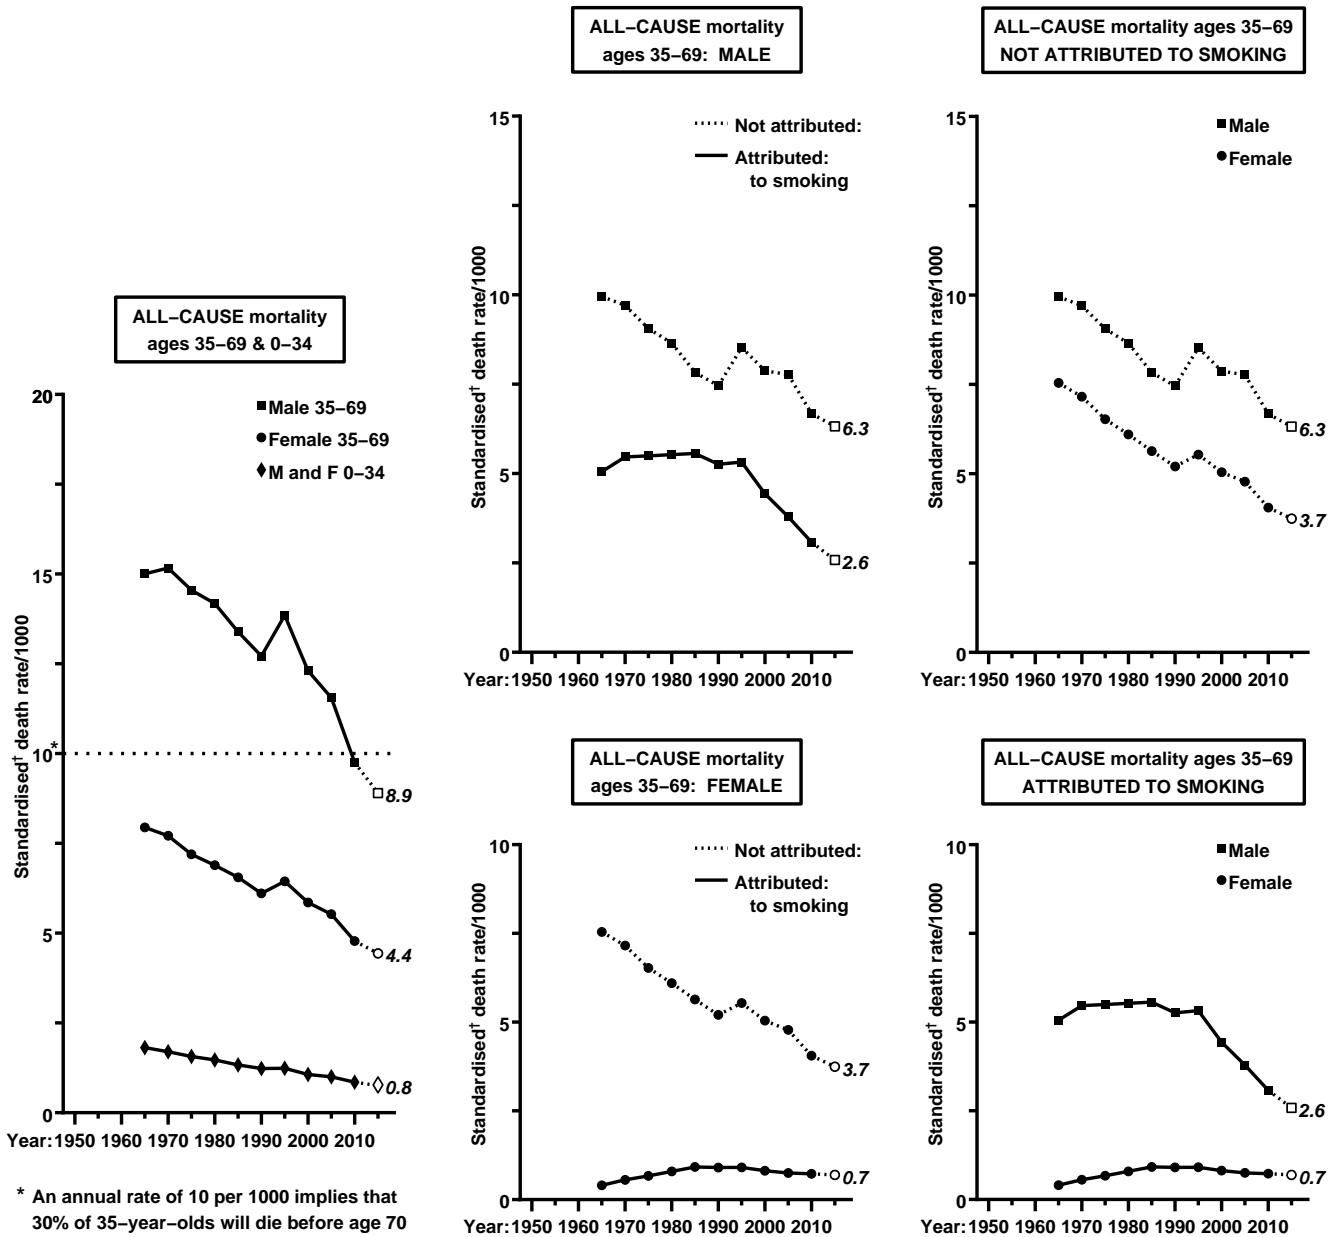 ALL–CAUSE mortality
ages 35–69 & 0–34
20
15
10
5
0
*
Standardised† death rate/1000
Male 35–69
Female 35–69
M and F 0–34
8.9
4.4
0.8
Year: 1950 1960 1970 1980 1990 2000 2010
* An annual rate of 10 per 1000 implies that
30% of 35–year–olds will die before age 70
ALL–CAUSE mortality
ages 35–69: MALE
15
10
5
0
Standardised† death rate/1000
Not attributed:
Attributed:
to smoking
6.3
2.6
Year: 1950 1960 1970 1980 1990 2000 2010
ALL–CAUSE mortality ages 35–69
NOT ATTRIBUTED TO SMOKING
15
10
5
0
Standardised† death rate/1000
Male
Female
6.3
3.7
Year: 1950 1960 1970 1980 1990 2000 2010
ALL–CAUSE mortality
ages 35–69: FEMALE
10
5
0
Standardised† death rate/1000
Not attributed:
Attributed:
to smoking
3.7
0.7
Year: 1950 1960 1970 1980 1990 2000 2010
ALL–CAUSE mortality ages 35–69
ATTRIBUTED TO SMOKING
10
5
0
Standardised† death rate/1000
Male
Female
2.6
0.7
Year: 1950 1960 1970 1980 1990 2000 2010